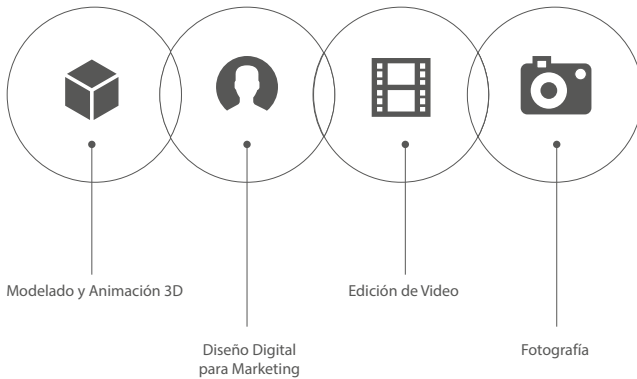 Modelado y Animación 3D
Edición de Video
Diseño Digital
para Marketing
Fotografía